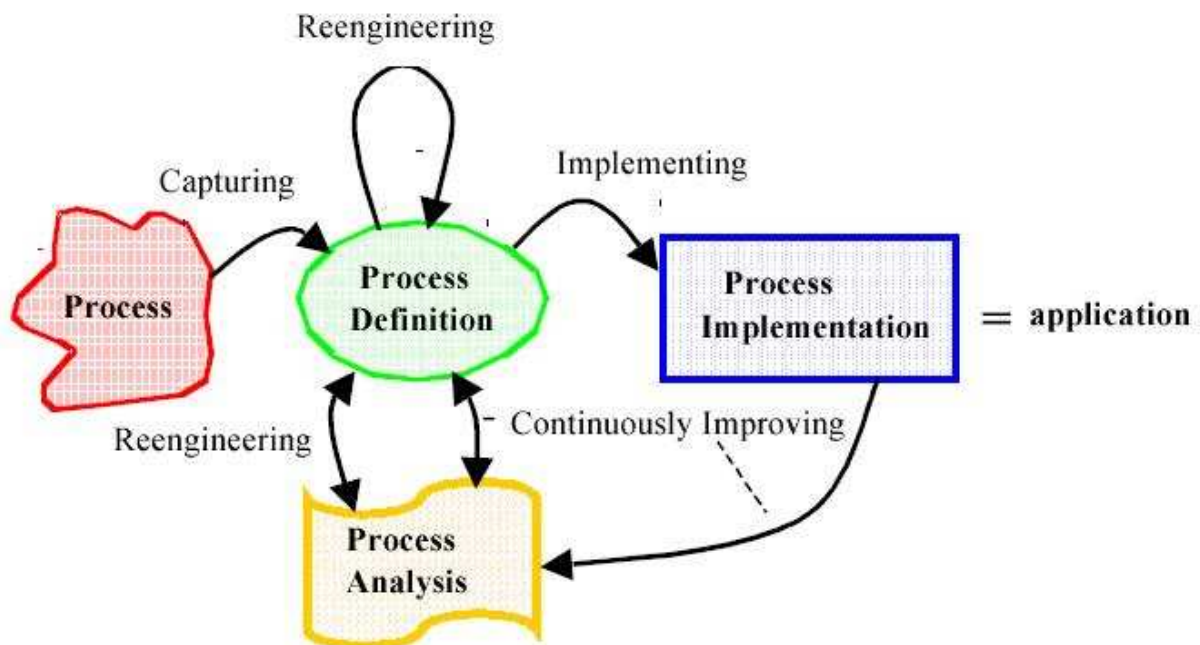 Reengineering
Capturing
Implementing
Process
Process
Definition
Process
Implementation
= application
Reengineering
Continuously Improving
Process
Analysis